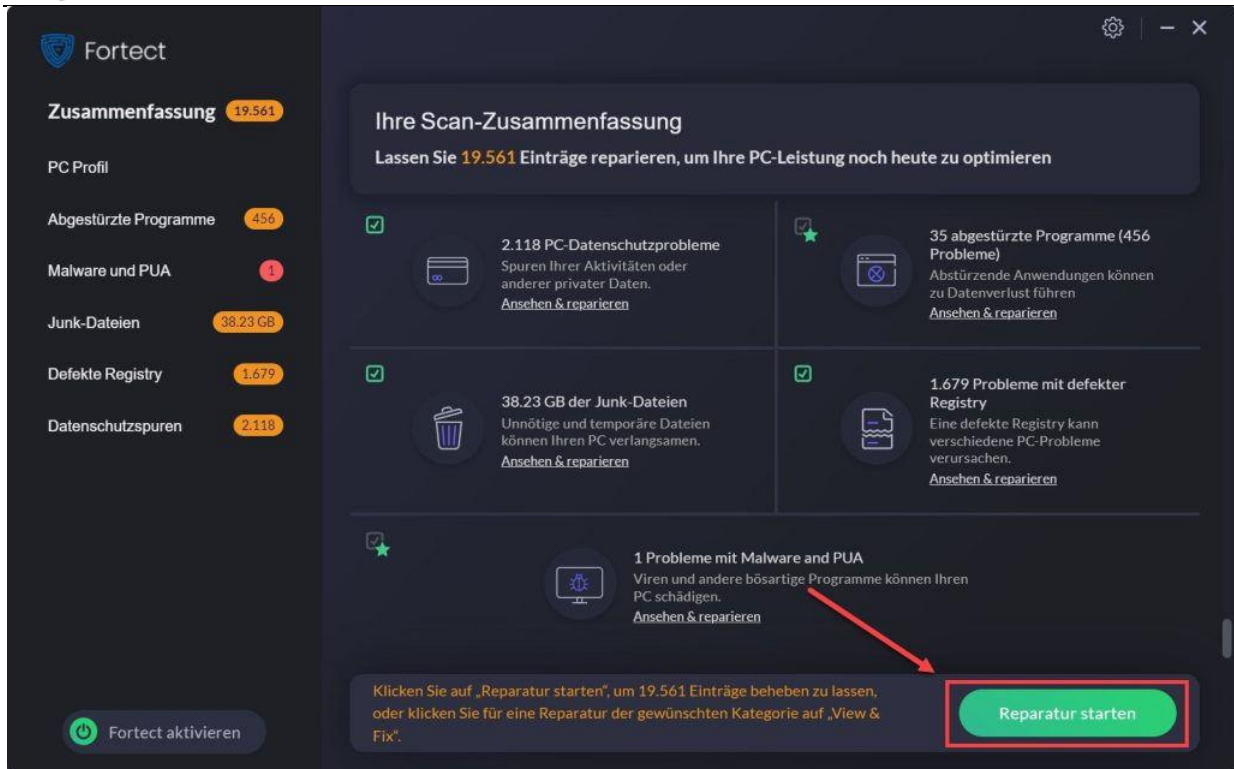 Fortect
Zusammenfassung 19.561
PC Profil
Abgestürzte Programme 456
Malware und PUA 1
Junk-Dateien 38.23 GB
Defekte Registry 1.679
Datenschutzspuren 2.118
Fortect aktivieren
Ihre Scan-Zusammenfassung
Lassen Sie 19.561 Einträge reparieren, um Ihre PC-Leistung noch heute zu optimieren
2.118 PC-Datenschutzprobleme
Spuren Ihrer Aktivitäten oder
anderer privater Daten.
Ansehen & reparieren
35 abgestürzte Programme (456
Probleme)
Abstürzende Anwendungen können
zu Datenverlust führen
Ansehen & reparieren
38.23 GB der Junk-Dateien
Unnötige und temporäre Dateien
können Ihren PC verlangsamen.
Ansehen & reparieren
1.679 Probleme mit defekter
Registry
Eine defekte Registry kann
verschiedene PC-Probleme
verursachen.
Ansehen & reparieren
1 Probleme mit Malware and PUA
Viren und andere bösartige Programme können Ihren
PC schädigen.
Ansehen & reparieren
Klicken Sie auf „Reparatur starten“, um 19.561 Einträge beheben zu lassen,
oder klicken Sie für eine Reparatur der gewünschten Kategorie auf „View &
Fix“.
Reparatur starten